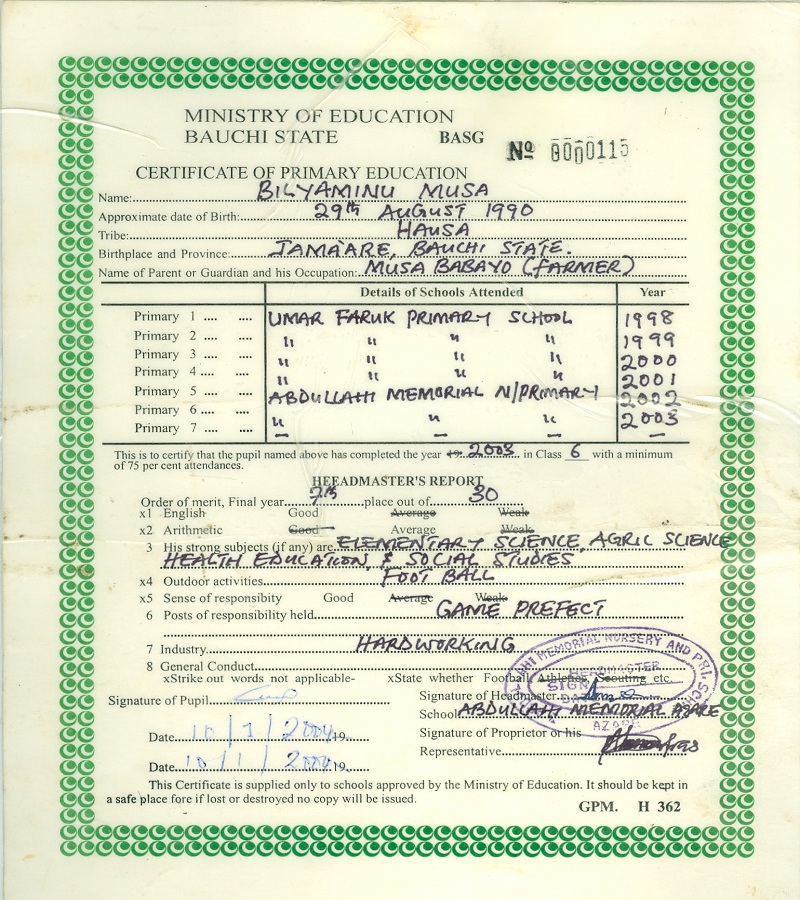 MINISTRY OF EDUCATION
BAUCHI STATE BASG № 0000115
CERTIFICATE OF PRIMARY EDUCATION
Name: BILYAMINU MUSA
Approximate date of Birth: 29th AUGUST 1990
Tribe: HAUSA
Birthplace and Province: JAMA'ARE, BAUCHI STATE.
Name of Parent or Guardian and his Occupation: MUSA BABAYO (FARMER)
Details of Schools Attended Year
Primary 1 .... .... UMAR FARUK PRIMARY SCHOOL 1998
Primary 2 .... .... " " " " 1999
Primary 3 .... .... " " " " 2000
Primary 4 .... .... " " " " 2001
Primary 5 .... .... ABDULLAHI MEMORIAL N/PRIMARY 2002
Primary 6 .... .... " " " 2003
Primary 7 .... .... — — — —
This is to certify that the pupil named above has completed the year 19 2003 in Class 6 with a minimum
of 75 per cent attendances.
HEEADMASTER'S REPORT
Order of merit, Final year 7th place out of 30
x1 English Good Average Weak
x2 Arithmetic Good Average Weak
3 His strong subjects (if any) are ELEMENTARY SCIENCE, AGRIC SCIENCE
HEALTH EDUCATION, & SOCIAL STUDIES
x4 Outdoor activities FOOT BALL
x5 Sense of responsibity Good Average Weak
6 Posts of responsibility held GAME PREFECT
7 Industry HARDWORKING
8 General Conduct
xStrike out words not applicable- xState whether Football, Athletics, Scouting etc.
Signature of Pupil
Signature of Headmaster
School ABDULLAHI MEMORIAL AZARE
Signature of Proprietor or his
Representative
Date 10/1/2004 19
Date 10/1/2004 19
MEMORIAL NURSERY AND PRI. SCH
HEADMASTER
SIGN
AZARE
This Certificate is supplied only to schools approved by the Ministry of Education. It should be kept in
a safe place fore if lost or destroyed no copy will be issued.
GPM. H 362